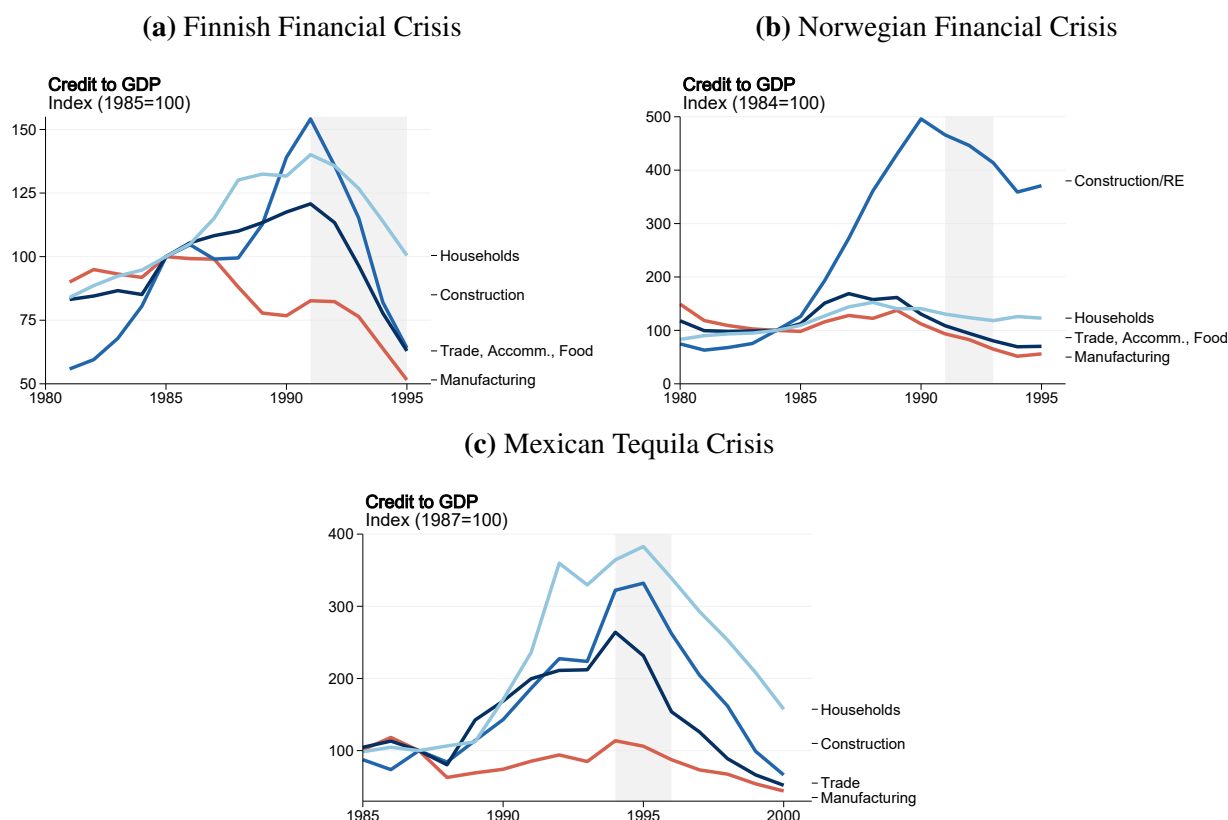 (a) Finnish Financial Crisis
Credit to GDP
Index (1985=100)
150
125
100
75
50
1980
1985
1990
1995
Households
Construction
Trade, Accomm., Food
Manufacturing
(b) Norwegian Financial Crisis
Credit to GDP
Index (1984=100)
500
400
300
200
100
0
1980
1985
1990
1995
Construction/RE
Households
Trade, Accomm., Food
Manufacturing
(c) Mexican Tequila Crisis
Credit to GDP
Index (1987=100)
400
300
200
100
1985
1990
1995
2000
Households
Construction
Trade
Manufacturing